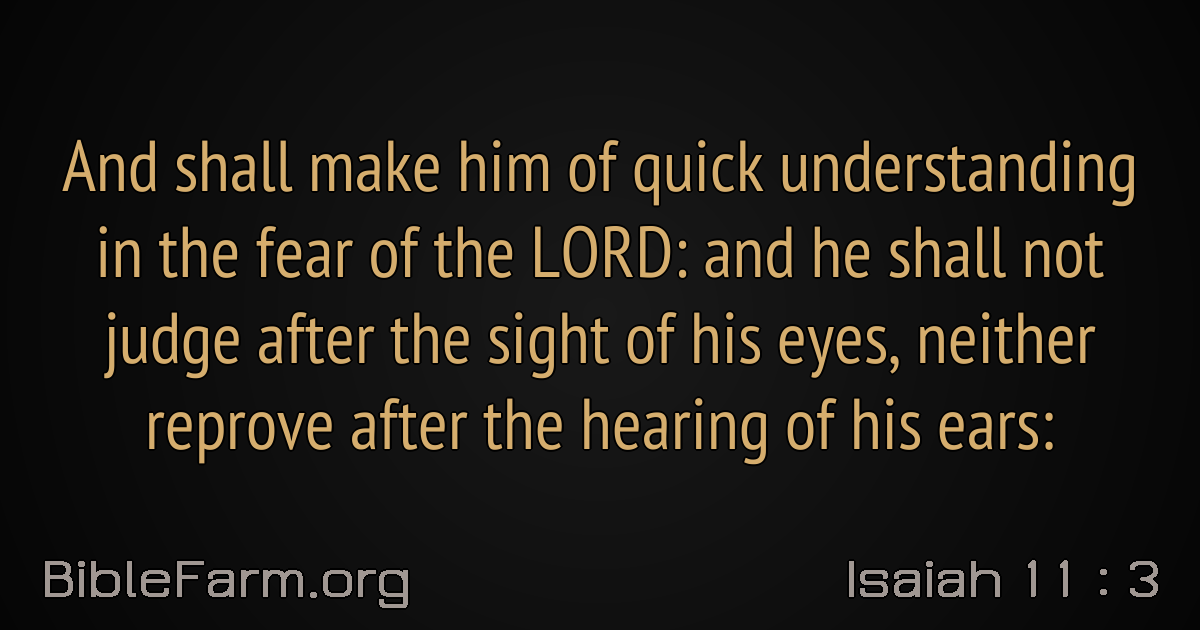 And shall make him of quick understanding
in the fear of the LORD: and he shall not
judge after the sight of his eyes, neither
reprove after the hearing of his ears:
BibleFarm.org
Isaiah 11 : 3